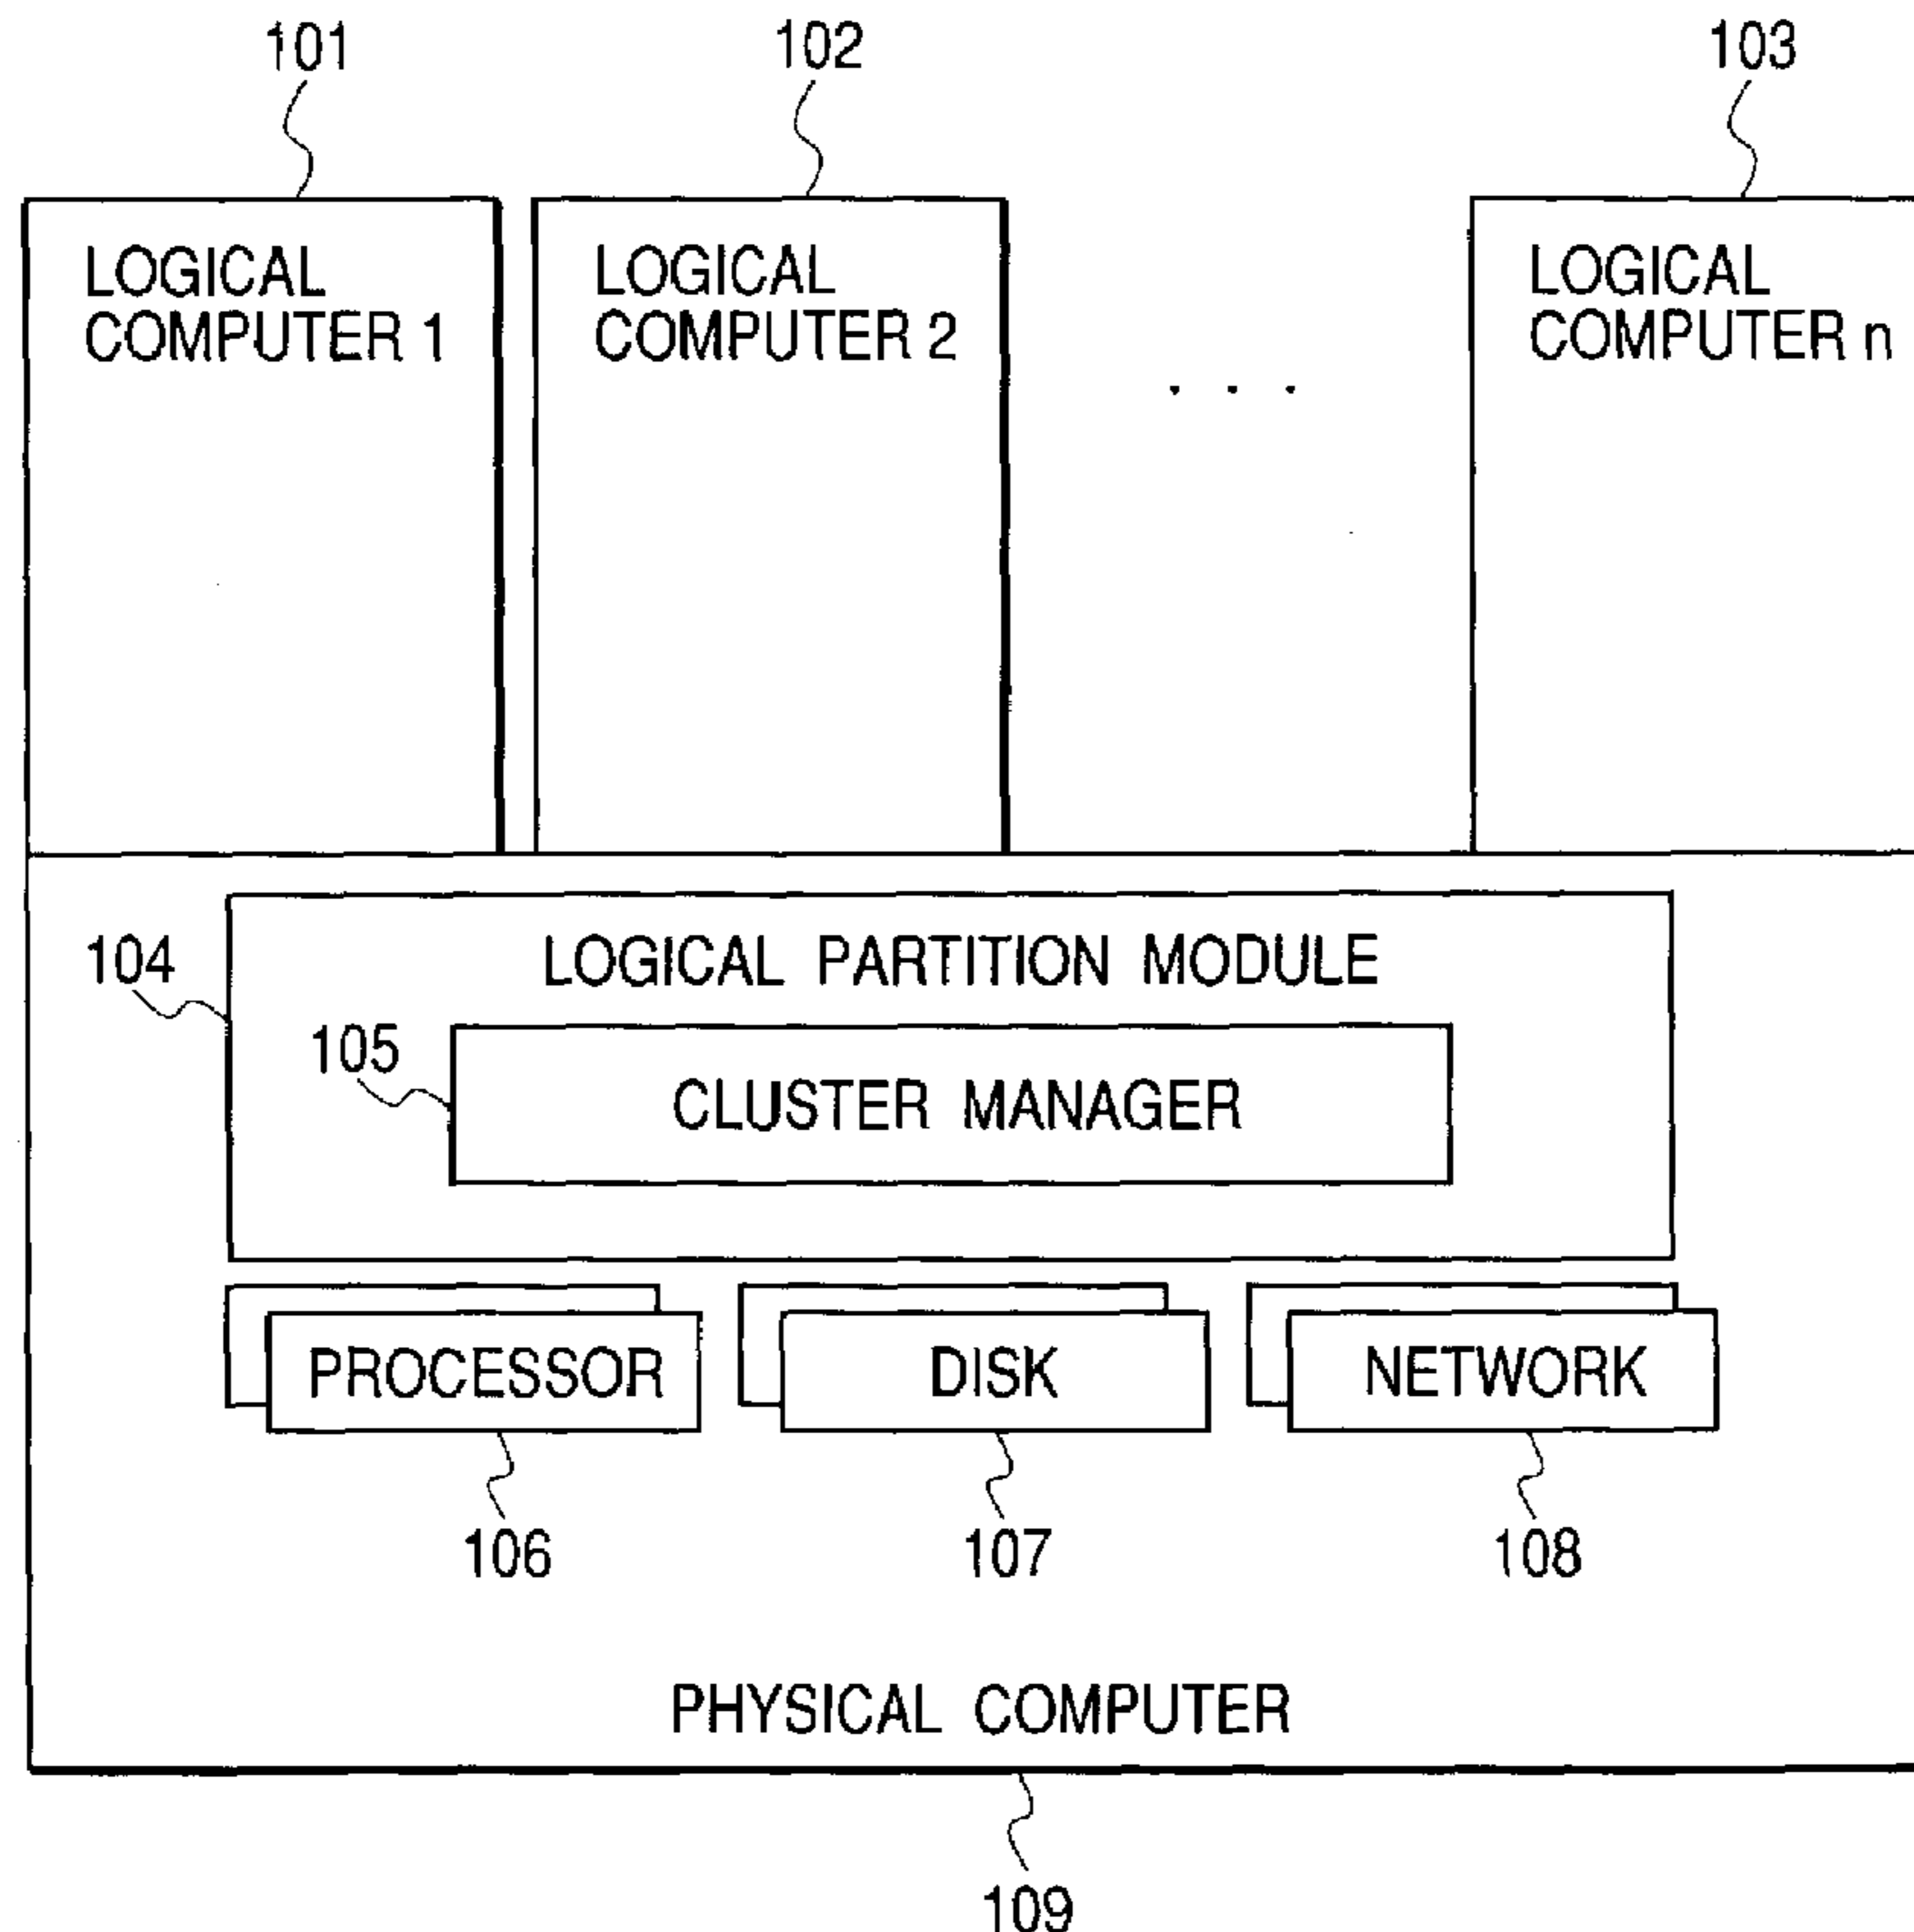 101
102
103
LOGICAL
COMPUTER 1
LOGICAL
COMPUTER 2
. . .
LOGICAL
COMPUTER n
104
LOGICAL PARTITION MODULE
105
CLUSTER MANAGER
PROCESSOR
DISK
NETWORK
106
107
108
PHYSICAL COMPUTER
109